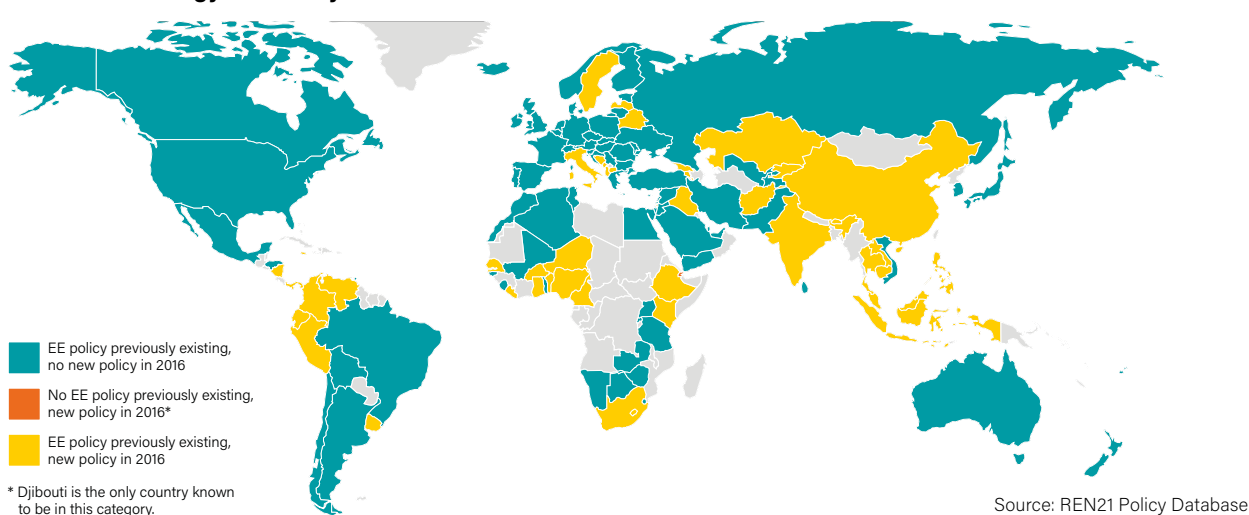 EE policy previously existing,
no new policy in 2016
No EE policy previously existing,
new policy in 2016*
EE policy previously existing,
new policy in 2016
* Djibouti is the only country known
to be in this category.
Source: REN21 Policy Database